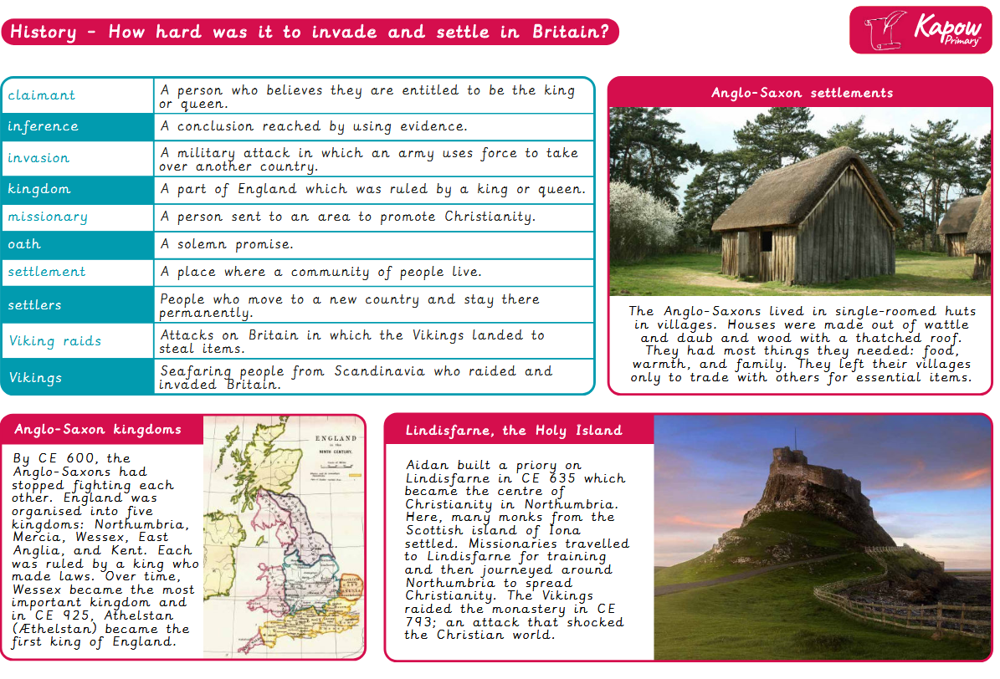 History - How hard was it to invade and settle in Britain?
Kapow
Primary™
claimant
A person who believes they are entitled to be the king
or queen.
inference
A conclusion reached by using evidence.
invasion
A military attack in which an army uses force to take
over another country.
kingdom
A part of England which was ruled by a king or queen.
missionary
A person sent to an area to promote Christianity.
oath
A solemn promise.
settlement
A place where a community of people live.
settlers
People who move to a new country and stay there
permanently.
Viking raids
Attacks on Britain in which the Vikings landed to
steal items.
Vikings
Seafaring people from Scandinavia who raided and
invaded Britain.
Anglo-Saxon settlements
The Anglo-Saxons lived in single-roomed huts
in villages. Houses were made out of wattle
and daub and wood with a thatched roof.
They had most things they needed: food,
warmth, and family. They left their villages
only to trade with others for essential items.
Anglo-Saxon kingdoms
By CE 600, the
Anglo-Saxons had
stopped fighting each
other. England was
organised into five
kingdoms: Northumbria,
Mercia, Wessex, East
Anglia, and Kent. Each
was ruled by a king who
made laws. Over time,
Wessex became the most
important kingdom and
in CE 925, Athelstan
(Æthelstan) became the
first king of England.
ENGLAND
in the
NINTH CENTURY.
Lindisfarne, the Holy Island
Aidan built a priory on
Lindisfarne in CE 635 which
became the centre of
Christianity in Northumbria.
Here, many monks from the
Scottish island of Iona
settled. Missionaries travelled
to Lindisfarne for training
and then journeyed around
Northumbria to spread
Christianity. The Vikings
raided the monastery in CE
793; an attack that shocked
the Christian world.